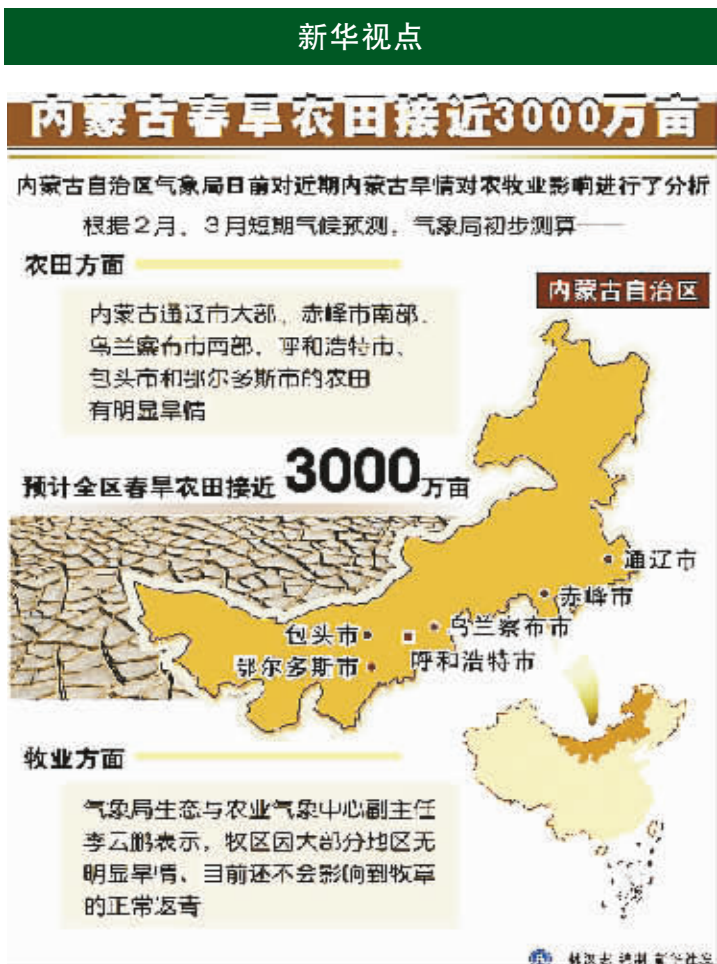 新华视点
内蒙古春旱农田接近3000万亩
内蒙古自治区气象局日前对近期内蒙古旱情对农牧业影响进行了分析
根据2月、3月短期气候预测，气象局初步测算——
农田方面
内蒙古自治区
内蒙古通辽市大部、赤峰市南部、
乌兰察布市西部、呼和浩特市、
包头市和鄂尔多斯市的农田
有明显旱情
预计全区春旱农田接近3000万亩
通辽市
赤峰市
乌兰察布市
包头市
呼和浩特市
鄂尔多斯市
牧业方面
气象局生态与农业气象中心副主任
李云鹏表示，牧区因大部分地区无
明显旱情、目前还不会影响到牧草
的正常返青
编制 新华社发